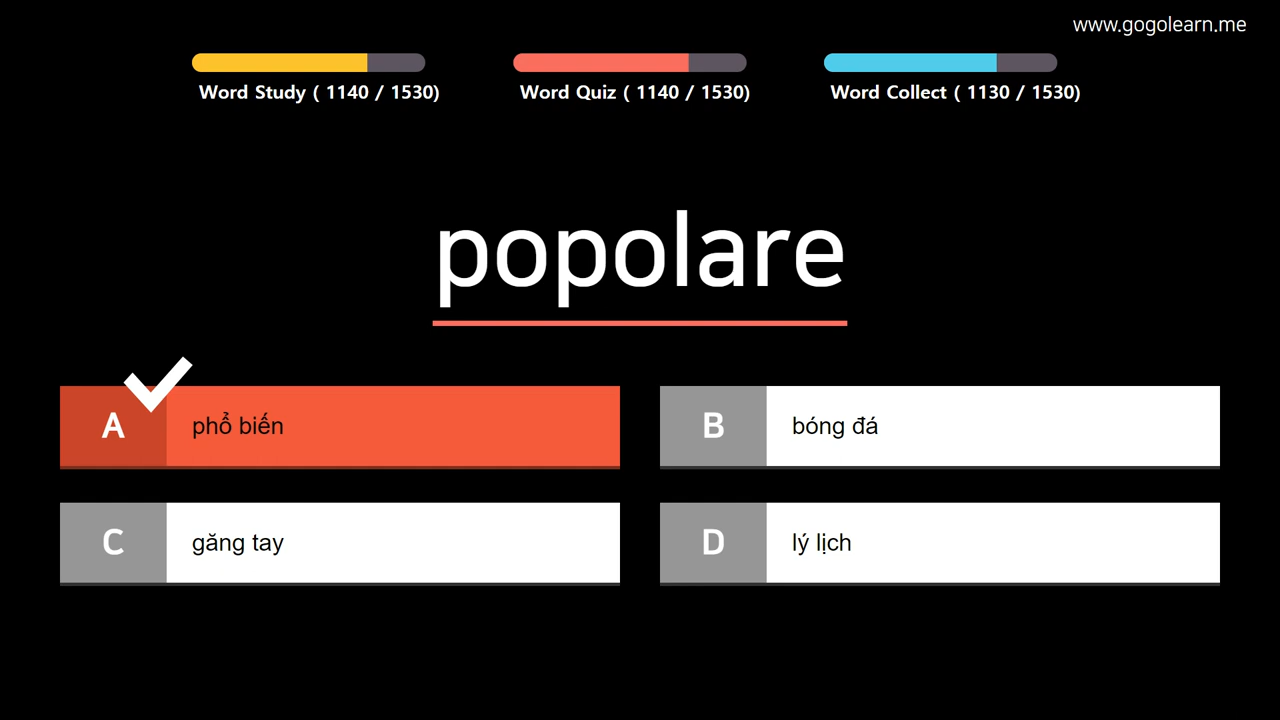 www.gogolearn.me
Word Study ( 1140 / 1530)
Word Quiz ( 1140 / 1530)
Word Collect ( 1130 / 1530)
popolare
A phổ biến
B bóng đá
C găng tay
D lý lịch